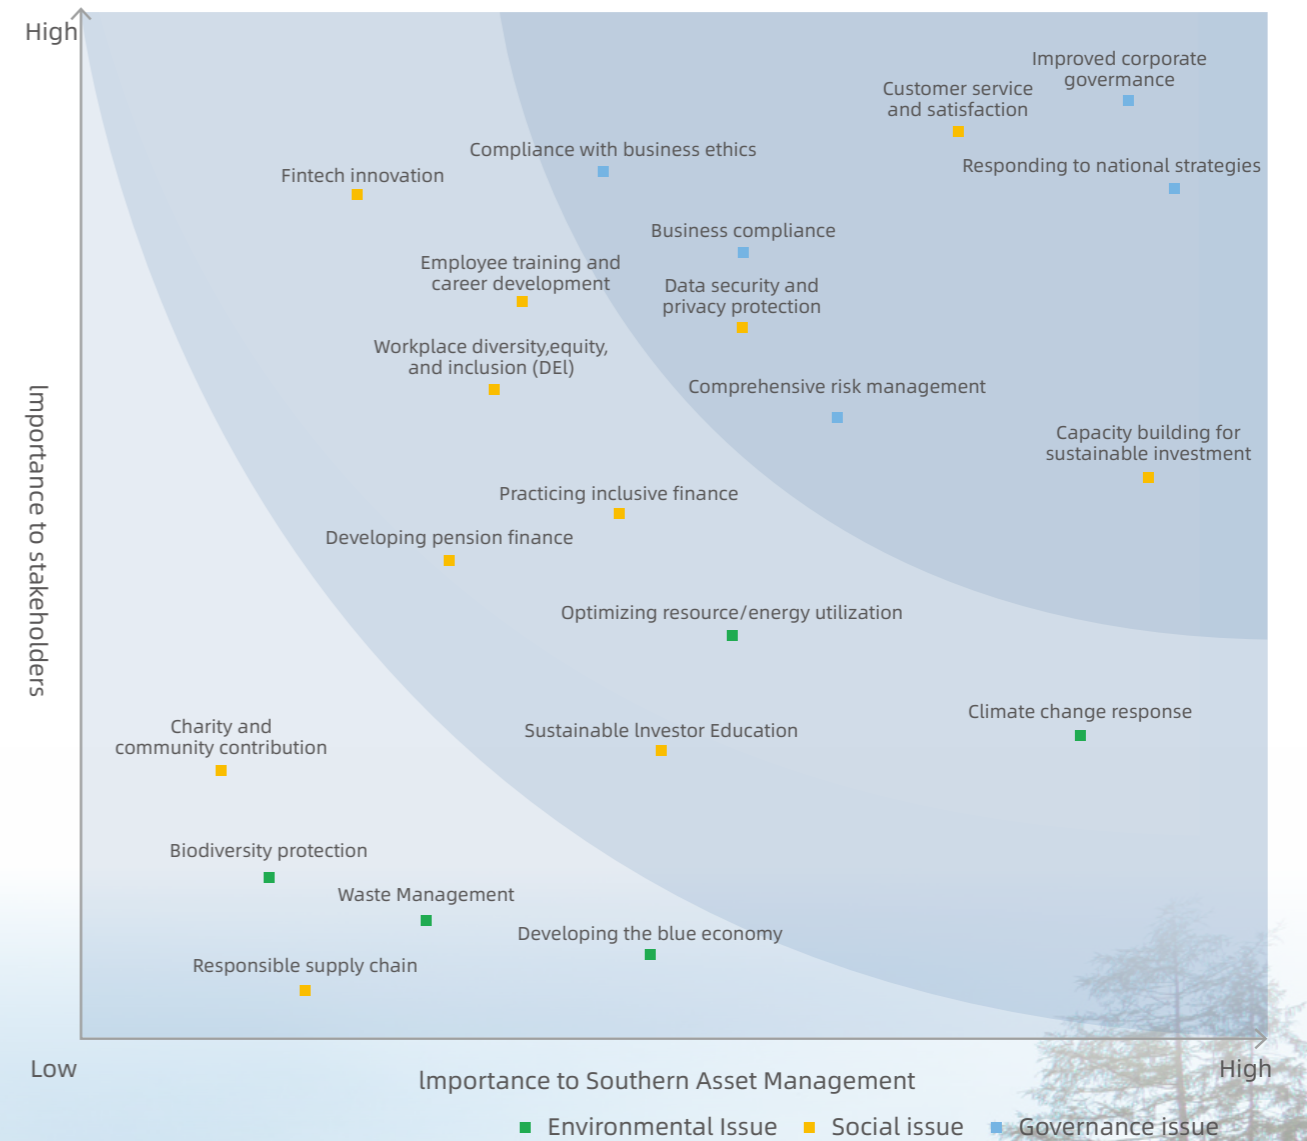 High
Improved corporate
govermance
Customer service
and satisfaction
Compliance with business ethics
Responding to national strategies
Fintech innovation
Business compliance
Employee training and
career development
Data security and
privacy protection
Workplace diversity,equity,
and inclusion (DEl)
Comprehensive risk management
Capacity building for
sustainable investment
Practicing inclusive finance
Developing pension finance
Importance to stakeholders
Optimizing resource/energy utilization
Climate change response
Charity and
community contribution
Sustainable lnvestor Education
Biodiversity protection
Waste Management
Developing the blue economy
Responsible supply chain
Low
High
lmportance to Southern Asset Management
Environmental Issue
Social issue
Governance issue